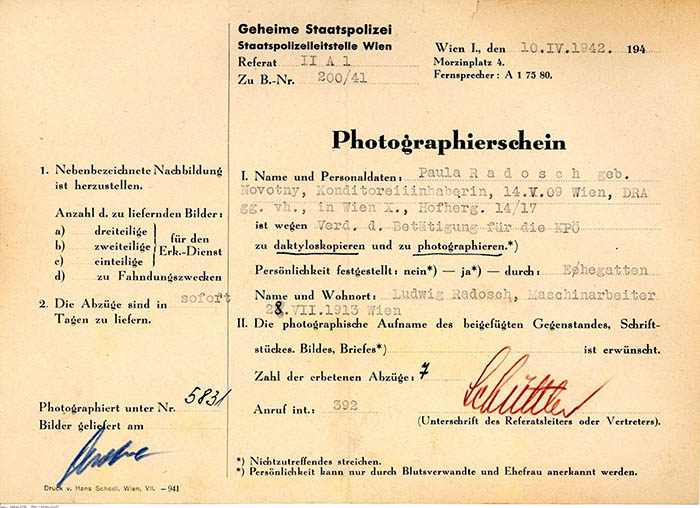 Geheime Staatspolizei
Staatspolizeileitstelle Wien
Referat II A 1
Zu B.-Nr. 200/41
Wien I., den 10.IV.1942. 194
Morzinplatz 4.
Fernsprecher: A 1 75 80.
Photographierschein
1. Nebenbezeichnete Nachbildung
ist herzustellen.
Anzahl d. zu liefernden Bilder:
a) dreiteilige
b) zweiteilige
c) einteilige
für den
Erk.-Dienst
d) zu Fahndungszwecken
2. Die Abzüge sind in sofort
Tagen zu liefern.
Photographiert unter Nr. 5831
Bilder geliefert am
Druck v. Hans Schodl, Wien, VII. — 941
I. Name und Personaldaten: Paula Radosch geb.
Novotny, Konditoreiiinhabqrin, 14.V.09 Wien, DRA
gg. vh., in Wien X., Hofherg. 14/17
ist wegen Verd. d. Betätigung für die KPÖ
zu daktyloskopieren und zu photographieren.*)
Persönlichkeit festgestellt: nein*) — ja*) — durch: Ehegatten
Name und Wohnort: Ludwig Radosch, Maschinarbeiter
28.VII.1913 Wien
II. Die photographische Aufname des beigefügten Gegenstandes, Schrift-
stückes. Bildes, Briefes*) ist erwünscht.
Zahl der erbetenen Abzüge: 7
Anruf int.: 392
(Unterschrift des Referatsleiters oder Vertreters).
*) Nichtzutreffendes streichen.
*) Persönlichkeit kann nur durch Blutsverwandte und Ehefrau anerkannt werden.